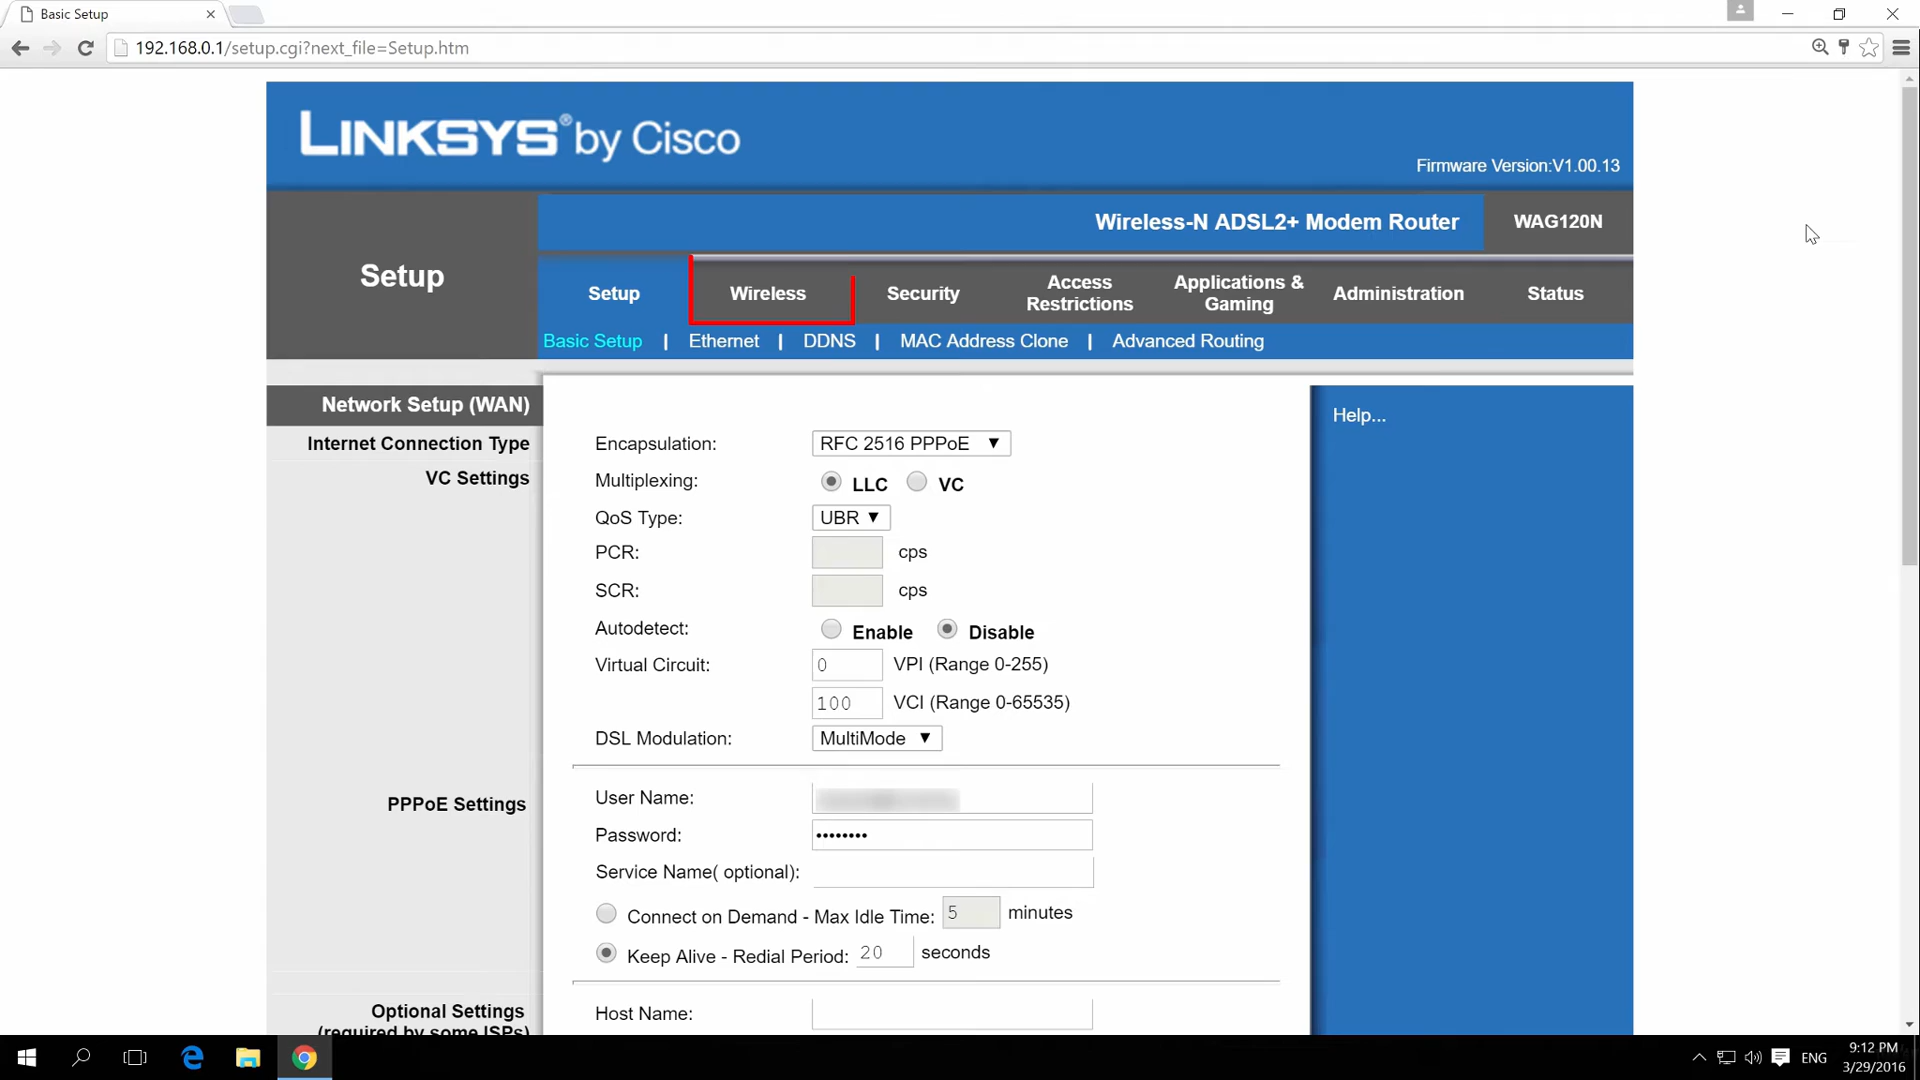 Basic Setup
192.168.0.1/setup.cgi?next_file=Setup.htm
LINKSYS® by Cisco
Firmware Version:V1.00.13
Wireless-N ADSL2+ Modem Router
WAG120N
Setup
Setup
Wireless
Security
Access
Restrictions
Applications &
Gaming
Administration
Status
Basic Setup | Ethernet | DDNS | MAC Address Clone | Advanced Routing
Network Setup (WAN)
Help...
Internet Connection Type
Encapsulation: RFC 2516 PPPoE
VC Settings
Multiplexing: LLC VC
QoS Type: UBR
PCR: cps
SCR: cps
Autodetect: Enable Disable
Virtual Circuit: 0 VPI (Range 0-255)
100 VCI (Range 0-65535)
DSL Modulation: MultiMode
PPPoE Settings
User Name:
Password: ••••••••
Service Name( optional):
Connect on Demand - Max Idle Time: 5 minutes
Keep Alive - Redial Period: 20 seconds
Optional Settings
(required by some ISPs)
Host Name:
ENG
9:12 PM
3/29/2016